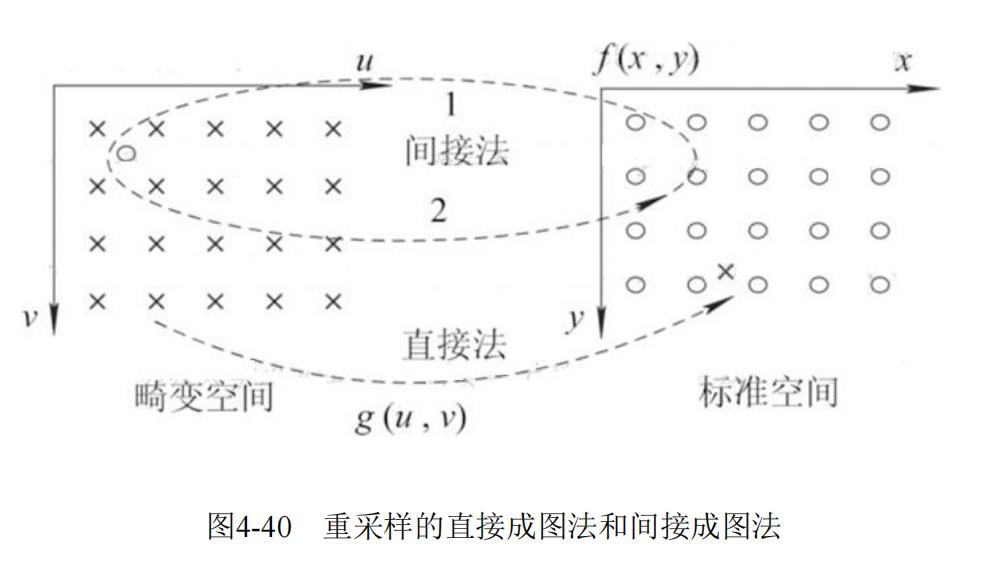 u
f(x , y)
x
1
间接法
2
v
y
直接法
畸变空间
标准空间
g (u , v)
图4-40 重采样的直接成图法和间接成图法